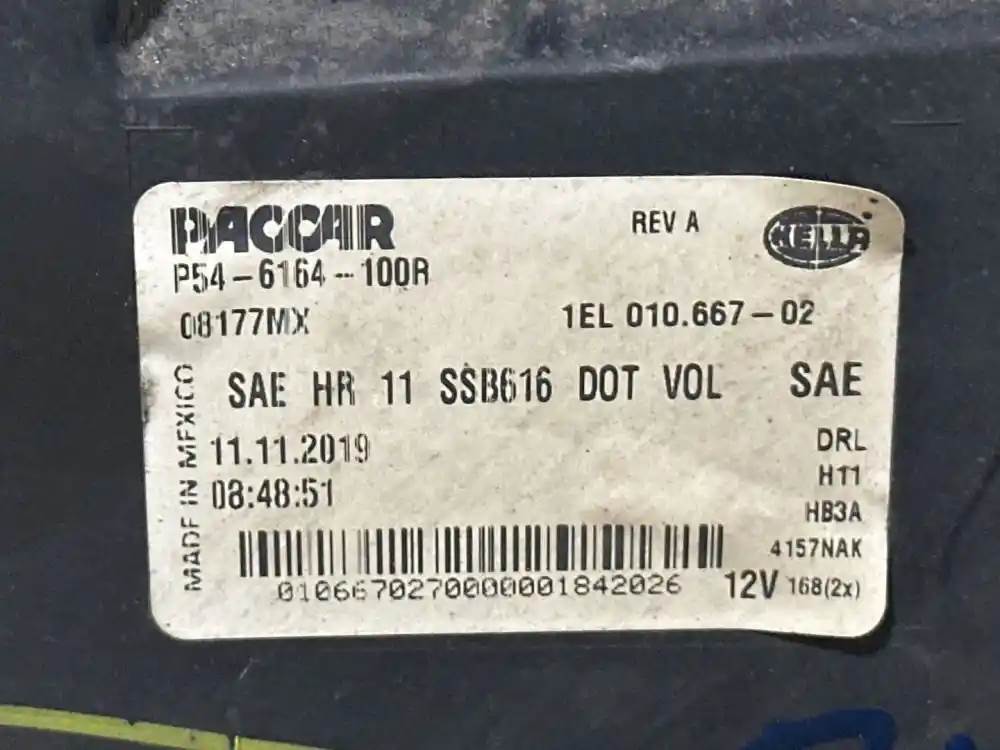 PACCAR
REV A
HELLA
P54-6164-100R
08177MX
1EL 010.667-02
SAE HR 11 SSB616 DOT VOL SAE
MADE IN MEXICO
11.11.2019
DRL
H11
08:48:51
HB3A
4157NAK
0106670270000001842026
12V 168(2x)